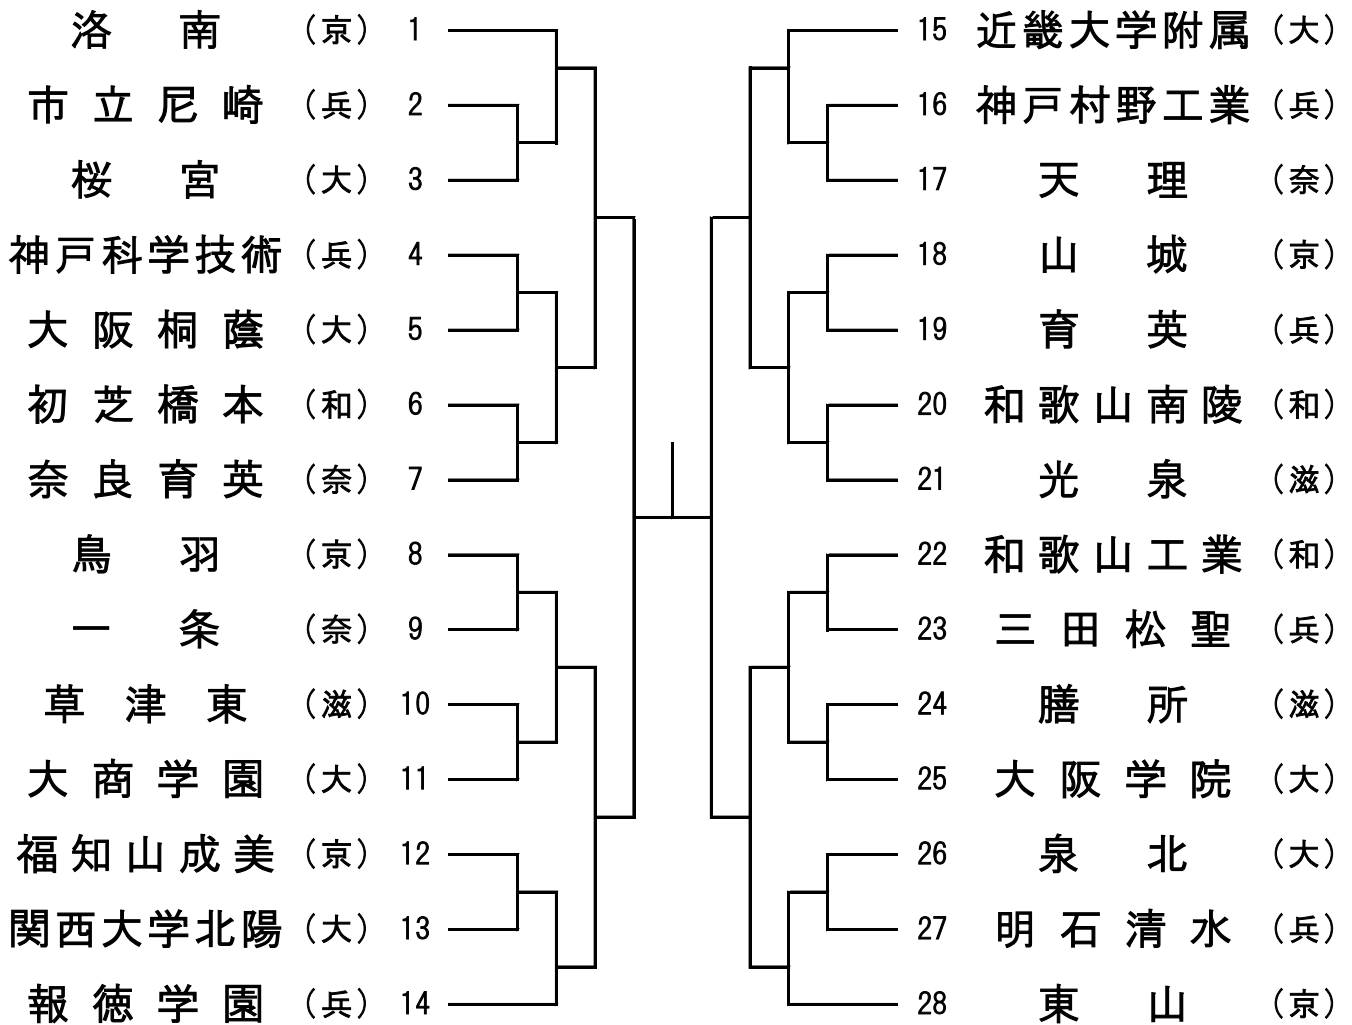 洛南 （京） 1
市立尼崎 （兵） 2
桜宮 （大） 3
神戸科学技術 （兵） 4
大阪桐蔭 （大） 5
初芝橋本 （和） 6
奈良育英 （奈） 7
鳥羽 （京） 8
一条 （奈） 9
草津東 （滋） 10
大商学園 （大） 11
福知山成美 （京） 12
関西大学北陽 （大） 13
報徳学園 （兵） 14
15 近畿大学附属 （大）
16 神戸村野工業 （兵）
17 天理 （奈）
18 山城 （京）
19 育英 （兵）
20 和歌山南陵 （和）
21 光泉 （滋）
22 和歌山工業 （和）
23 三田松聖 （兵）
24 膳所 （滋）
25 大阪学院 （大）
26 泉北 （大）
27 明石清水 （兵）
28 東山 （京）